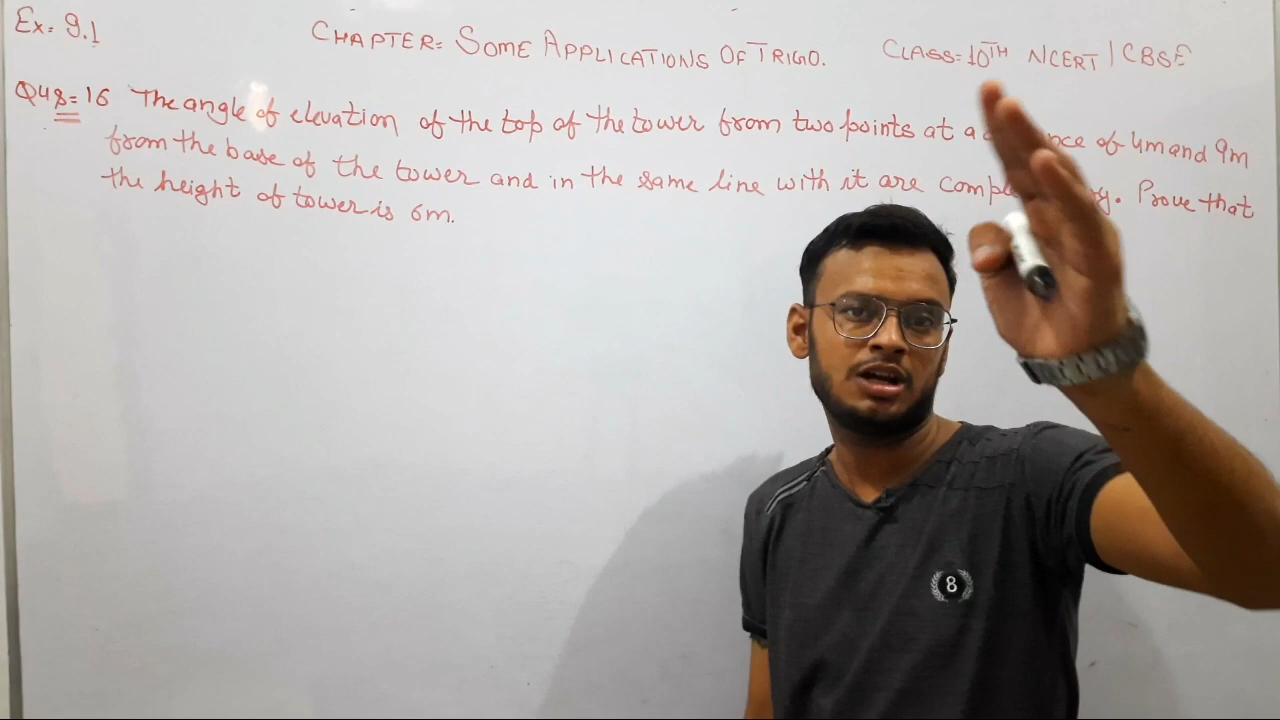 Ex= 9.1
CHAPTER= SOME APPLICATIONS OF TRIGO.
CLASS=10TH NCERT | CBSE
Qus=16 The angle of elevation of the top of the tower from two points at a of 4m and 9m
from the base of the tower and in the same line with it are Prove that
the height of tower is 6m.
8